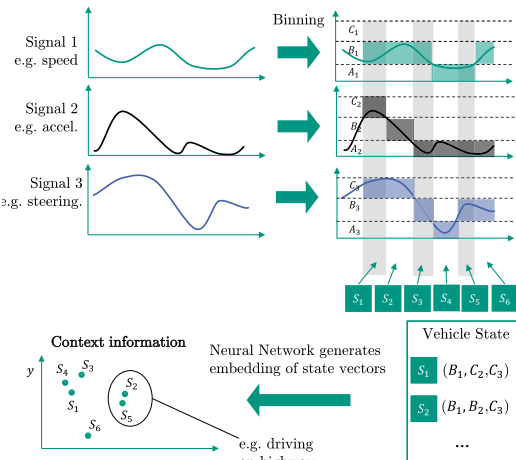 Signal 1
e.g. speed
Binning
C₁
B₁
A₁
Signal 2
e.g. accel.
C₂
B₂
A₂
Signal 3
e.g. steering.
C₃
B₃
A₃
S₁ S₂ S₃ S₄ S₅ S₆
Context information
y
S₄ S₃
S₁
S₂
S₅
S₆
Neural Network generates
embedding of state vectors
e.g. driving
Vehicle State
S₁ (B₁, C₂,C₃)
S₂ (B₁, B₂,C₃)
...